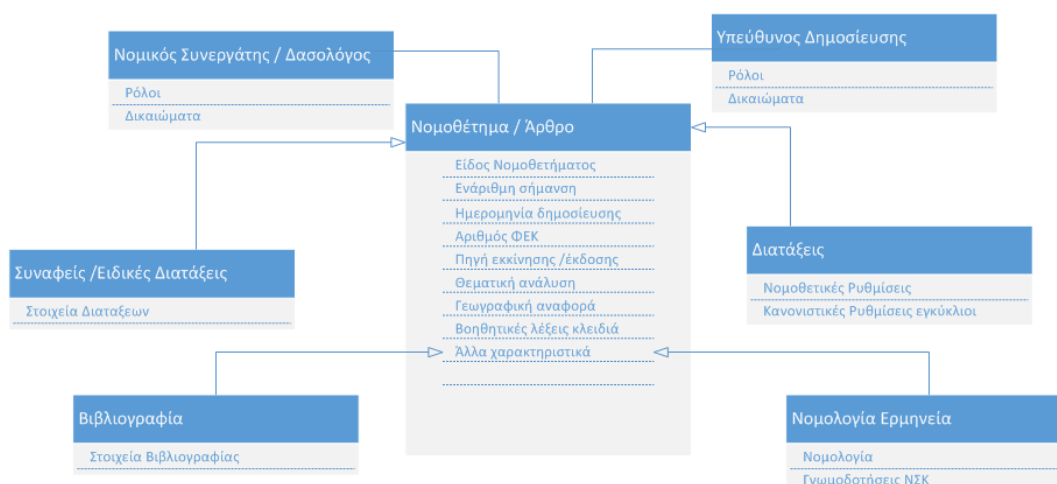 Νομικός Συνεργάτης / Δασολόγος
Ρόλοι
Δικαιώματα
Υπεύθυνος Δημοσίευσης
Ρόλοι
Δικαιώματα
Νομοθέτημα / Άρθρο
Είδος Νομοθετήματος
Ενάριθμη σήμανση
Ημερομηνία δημοσίευσης
Αριθμός ΦΕΚ
Πηγή εκκίνησης /έκδοσης
Θεματική ανάλυση
Γεωγραφική αναφορά
Βοηθητικές λέξεις κλειδιά
Άλλα χαρακτηριστικά
Συναφείς /Ειδικές Διατάξεις
Στοιχεία Διαταξεων
Διατάξεις
Νομοθετικές Ρυθμίσεις
Κανονιστικές Ρυθμίσεις εγκύκλιοι
Βιβλιογραφία
Στοιχεία Βιβλιογραφίας
Νομολογία Ερμηνεία
Νομολογία
Γνωμοδοτήσεις ΝΣΚ